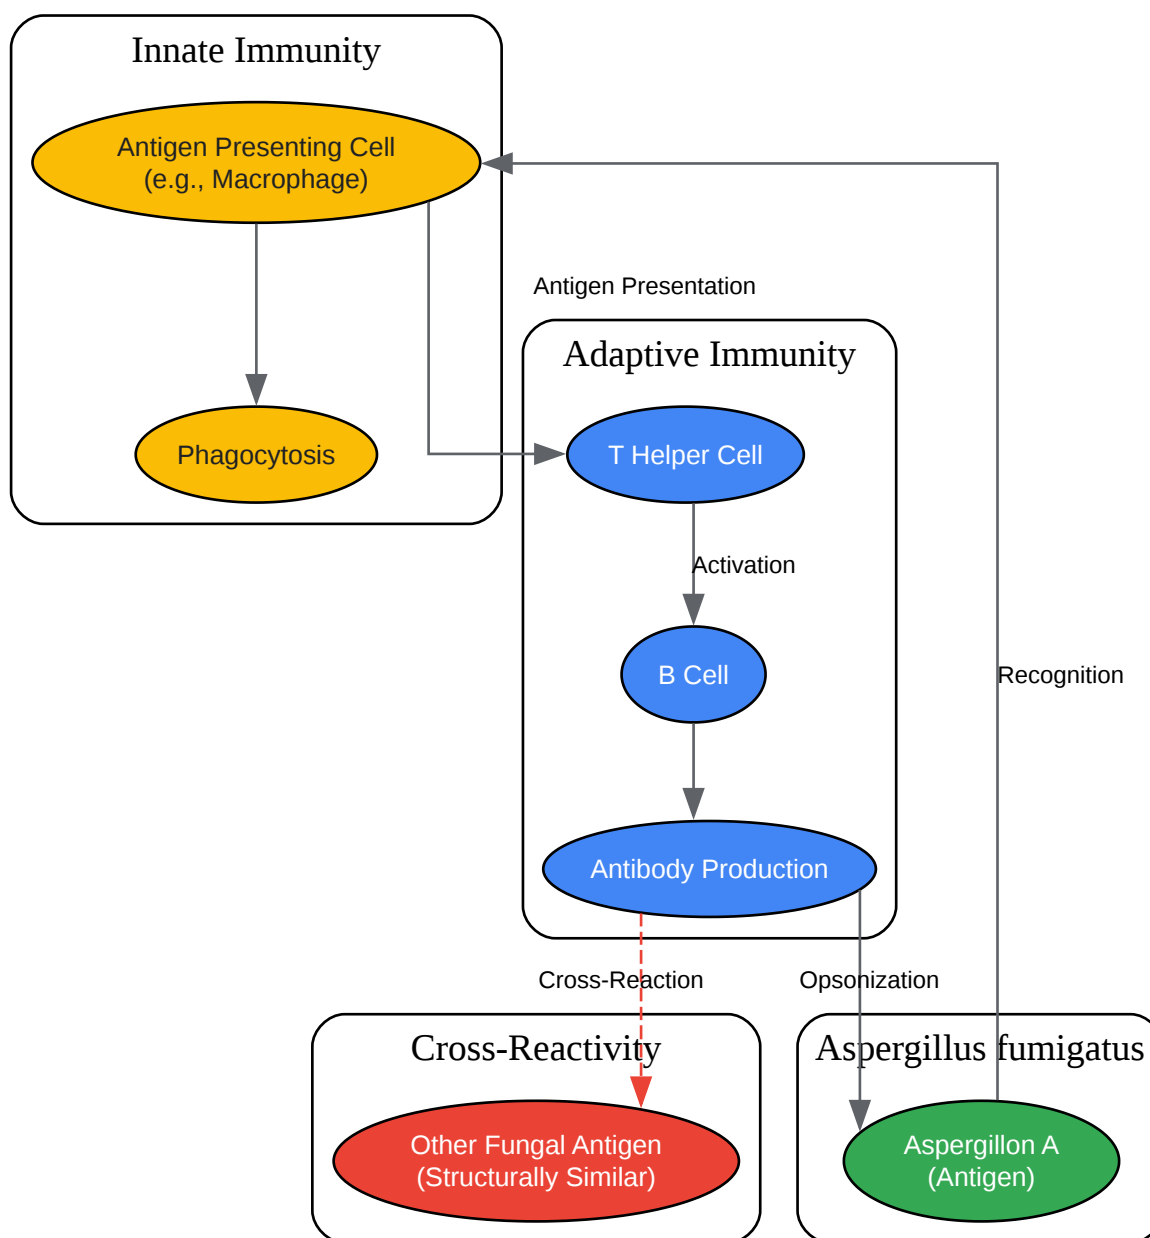 Innate Immunity
Antigen Presenting Cell
(e.g., Macrophage)
Antigen Presentation
Adaptive Immunity
Phagocytosis
T Helper Cell
Activation
B Cell
Recognition
Antibody Production
Cross-Reaction
Opsonization
Cross-Reactivity
Aspergillus fumigatus
Other Fungal Antigen
(Structurally Similar)
Aspergillon A
(Antigen)